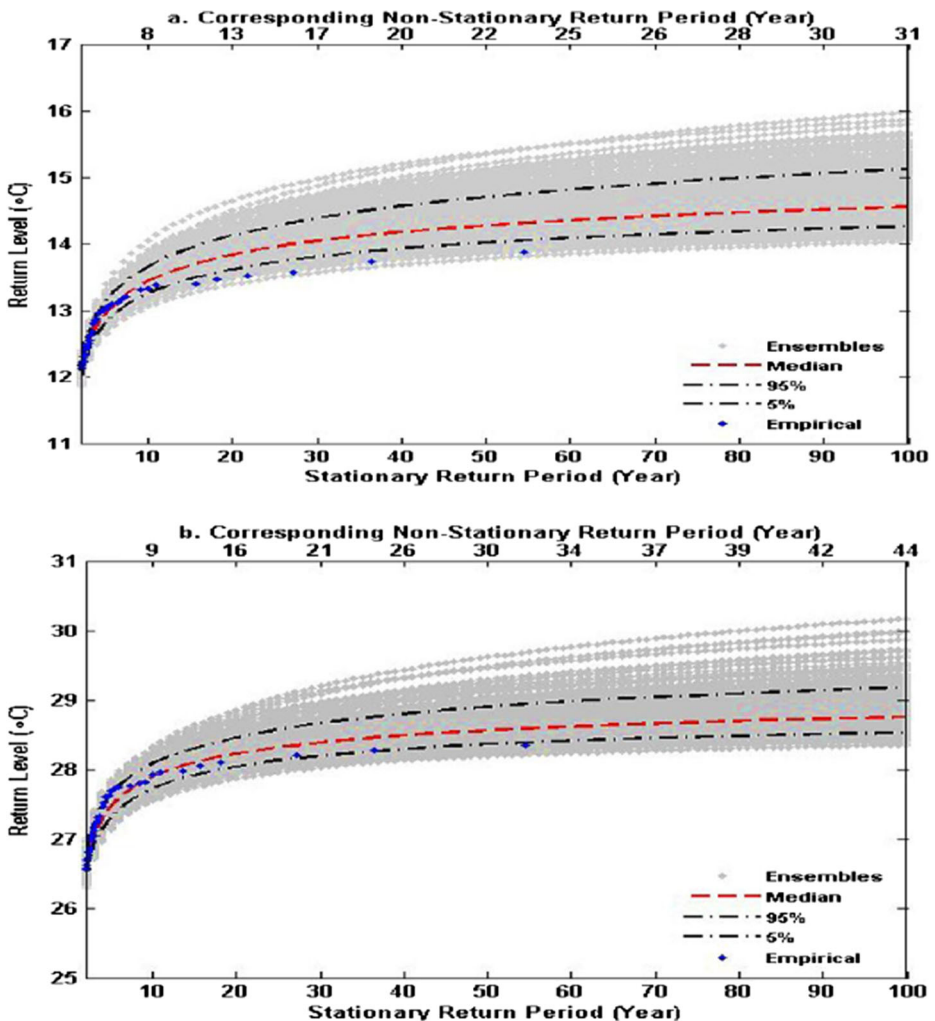 a. Corresponding Non-Stationary Return Period (Year)
8 13 17 20 22 25 26 28 30 31
17
16
15
14
13
12
11
Return Level (∘C)
Ensembles
Median
95%
5%
Empirical
10 20 30 40 50 60 70 80 90 100
Stationary Return Period (Year)
b. Corresponding Non-Stationary Return Period (Year)
9 16 21 26 30 34 37 39 42 44
31
30
29
28
27
26
25
Return Level (∘C)
Ensembles
Median
95%
5%
Empirical
10 20 30 40 50 60 70 80 90 100
Stationary Return Period (Year)